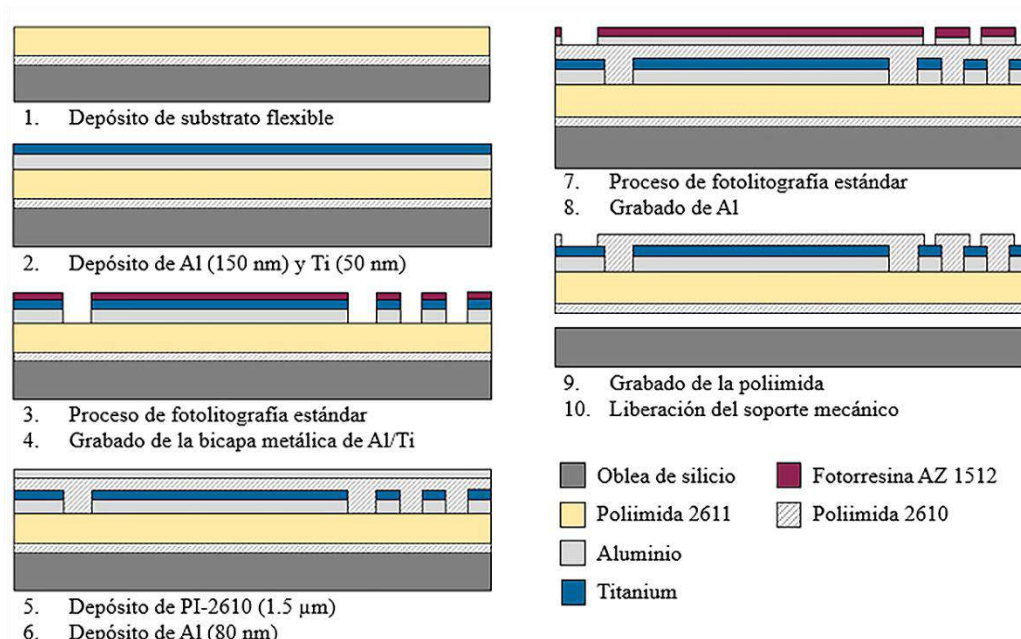 1. Depósito de substrato flexible
2. Depósito de Al (150 nm) y Ti (50 nm)
3. Proceso de fotolitografía estándar
4. Grabado de la bicapa metálica de Al/Ti
5. Depósito de PI-2610 (1.5 µm)
6. Depósito de Al (80 nm)
7. Proceso de fotolitografía estándar
8. Grabado de Al
9. Grabado de la poliimida
10. Liberación del soporte mecánico
Oblea de silicio
Poliimida 2611
Aluminio
Titanium
Fotorresina AZ 1512
Poliimida 2610